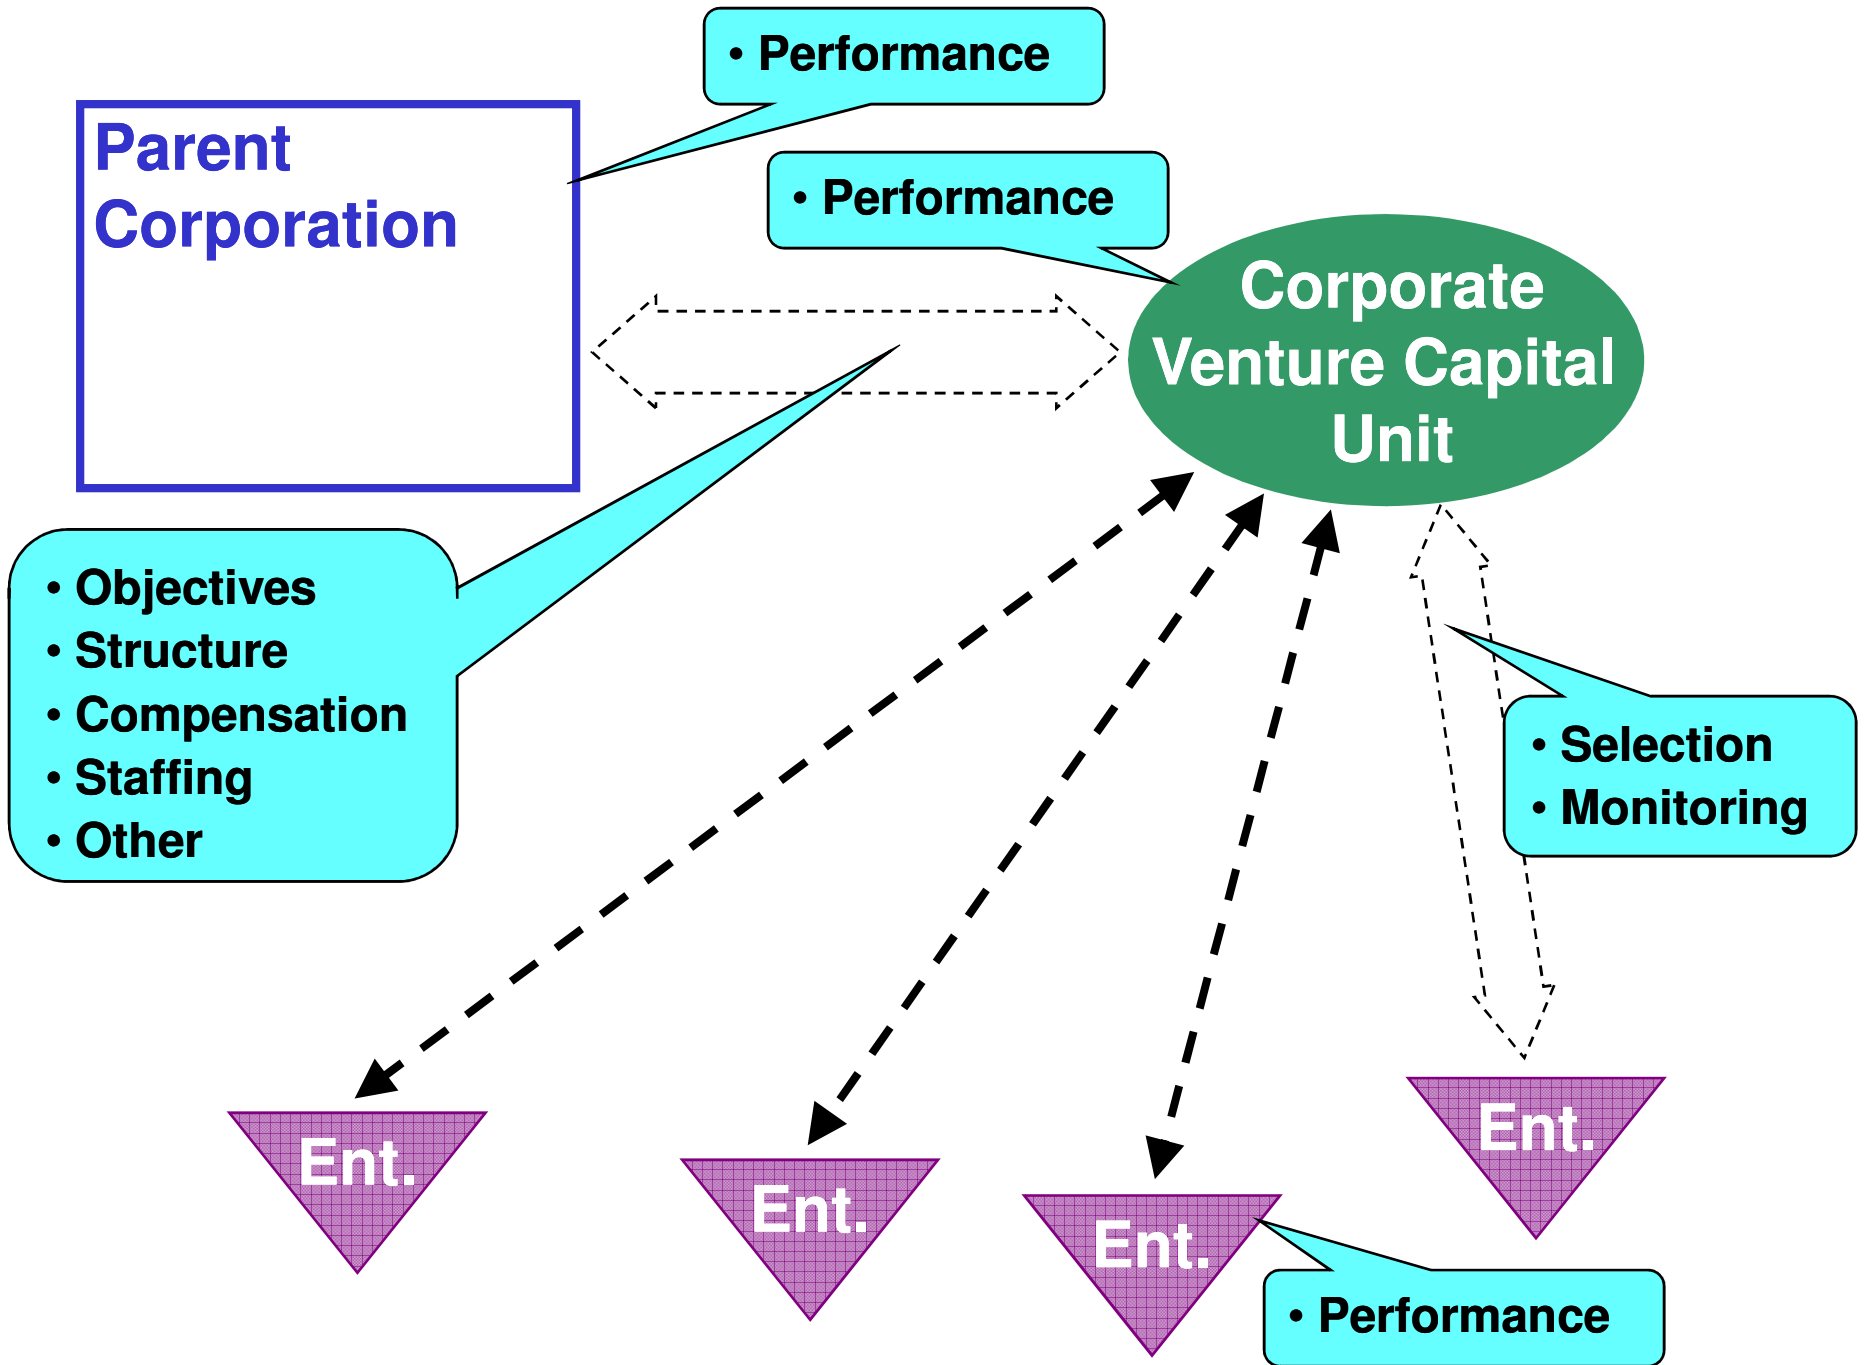 • Performance
Parent
Corporation
• Performance
Corporate
Venture Capital
Unit
• Objectives
• Structure
• Compensation
• Staffing
• Other
• Selection
• Monitoring
Ent.
Ent.
Ent.
Ent.
• Performance